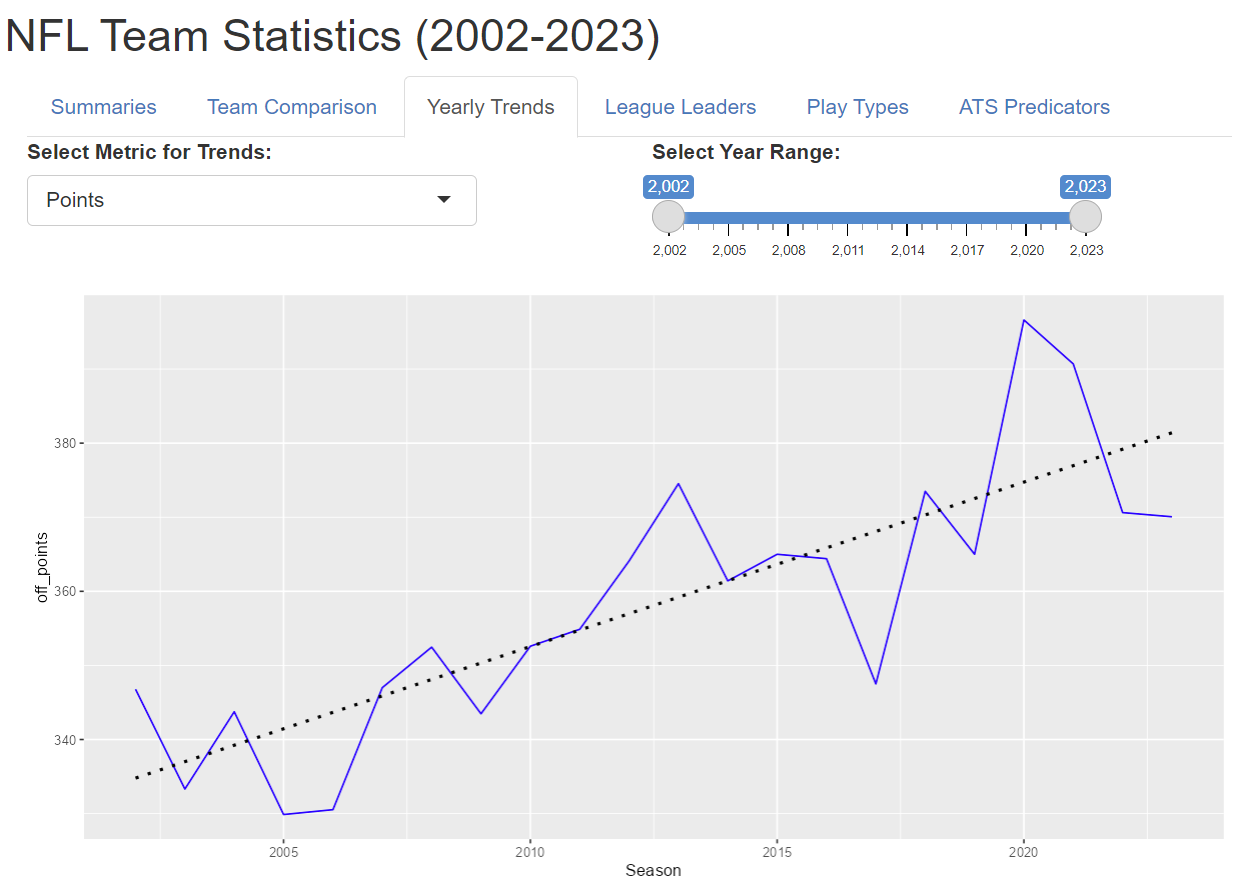 NFL Team Statistics (2002-2023)
Summaries Team Comparison Yearly Trends League Leaders Play Types ATS Predicators
Select Metric for Trends: Select Year Range:
Points
2,002 2,023
2,002 2,005 2,008 2,011 2,014 2,017 2,020 2,023
380
off_points
360
340
2005 2010 2015 2020
Season